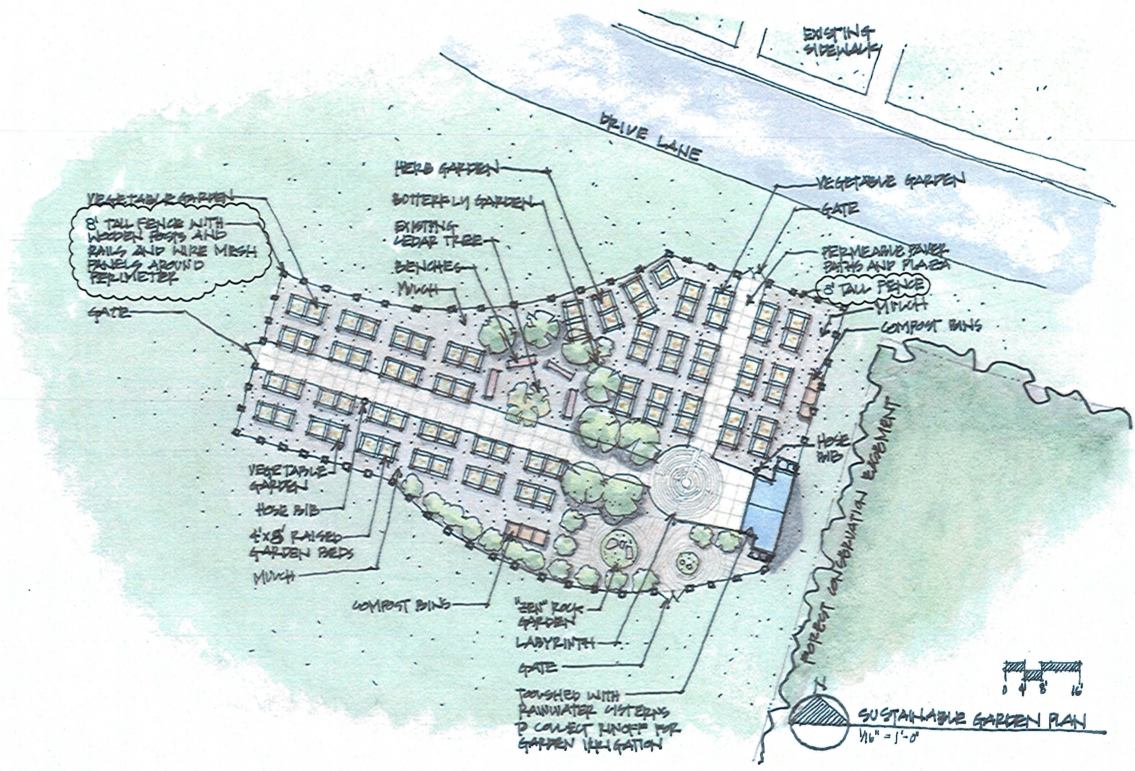 EXISTING
SIDEWALK
DRIVE LANE
HERB GARDEN
BUTTERFLY GARDEN
EXISTING
CEDAR TREE
BENCHES
MULCH
VEGETABLE GARDEN
8' TALL FENCE WITH
WOODEN POSTS AND
RAILS AND WIRE MESH
PANELS AROUND
PERIMETER
GATE
VEGETABLE GARDEN
GATE
PERMEABLE PAVER
PATHS AND PLAZA
8' TALL FENCE
MULCH
COMPOST BINS
HOSE
BIB
FOREST CONSERVATION EASEMENT
VEGETABLE
GARDEN
HOSE BIB
4'X8' RAISED
GARDEN BEDS
MULCH
COMPOST BINS
"ZEN" ROCK
GARDEN
LABYRINTH
GATE
TOOLSHED WITH
RAINWATER CISTERNS
TO COLLECT RUNOFF FOR
GARDEN IRRIGATION
0 4' 8' 16'
SUSTAINABLE GARDEN PLAN
1/16" = 1'-0"